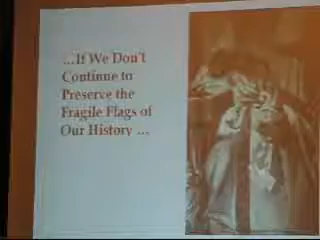 ...If We Don't
Continue to
Preserve the
Fragile Flags of
Our History ...